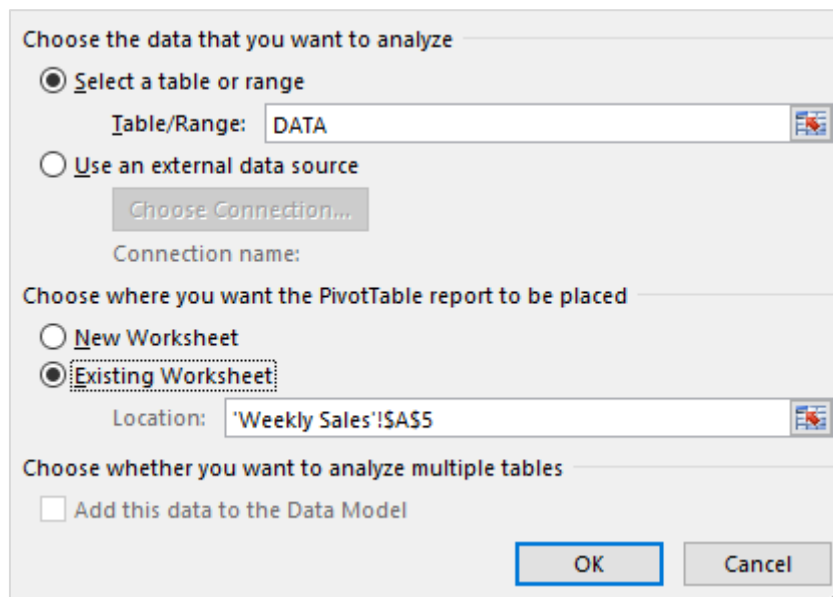 Choose the data that you want to analyze
Select a table or range
Table/Range: DATA
Use an external data source
Choose Connection...
Connection name:
Choose where you want the PivotTable report to be placed
New Worksheet
Existing Worksheet
Location: 'Weekly Sales'!$A$5
Choose whether you want to analyze multiple tables
Add this data to the Data Model
OK Cancel